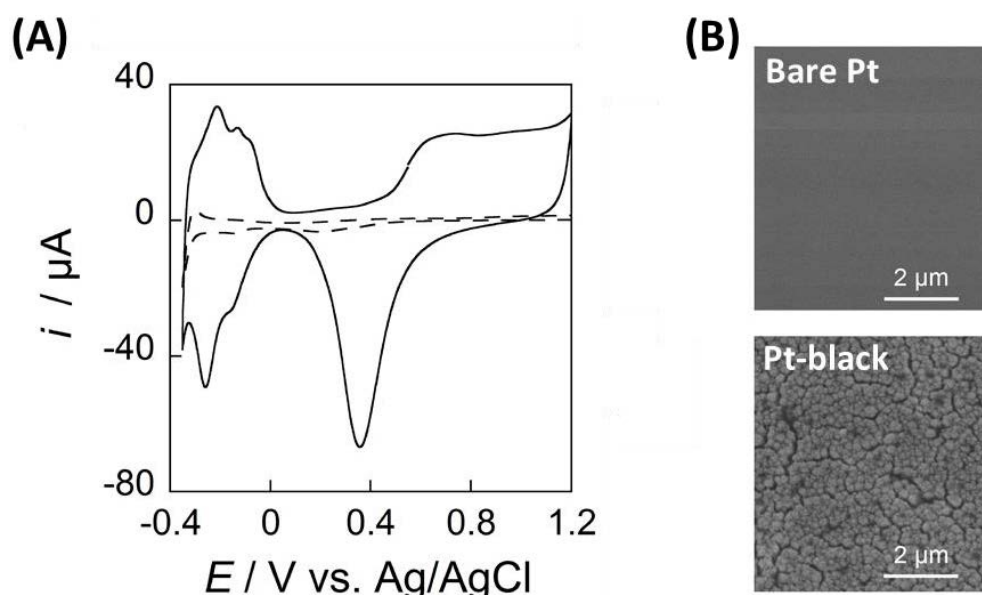 (A)
40
0
-40
-80
i / μA
-0.4 0 0.4 0.8 1.2
E / V vs. Ag/AgCl
(B)
Bare Pt
2 μm
Pt-black
2 μm